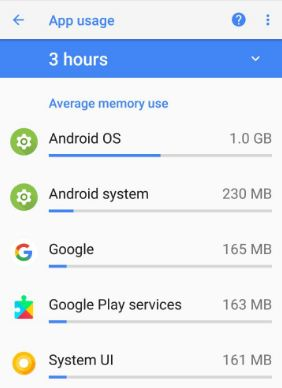 App usage
3 hours
Average memory use
Android OS 1.0 GB
Android system 230 MB
Google 165 MB
Google Play services 163 MB
System UI 161 MB